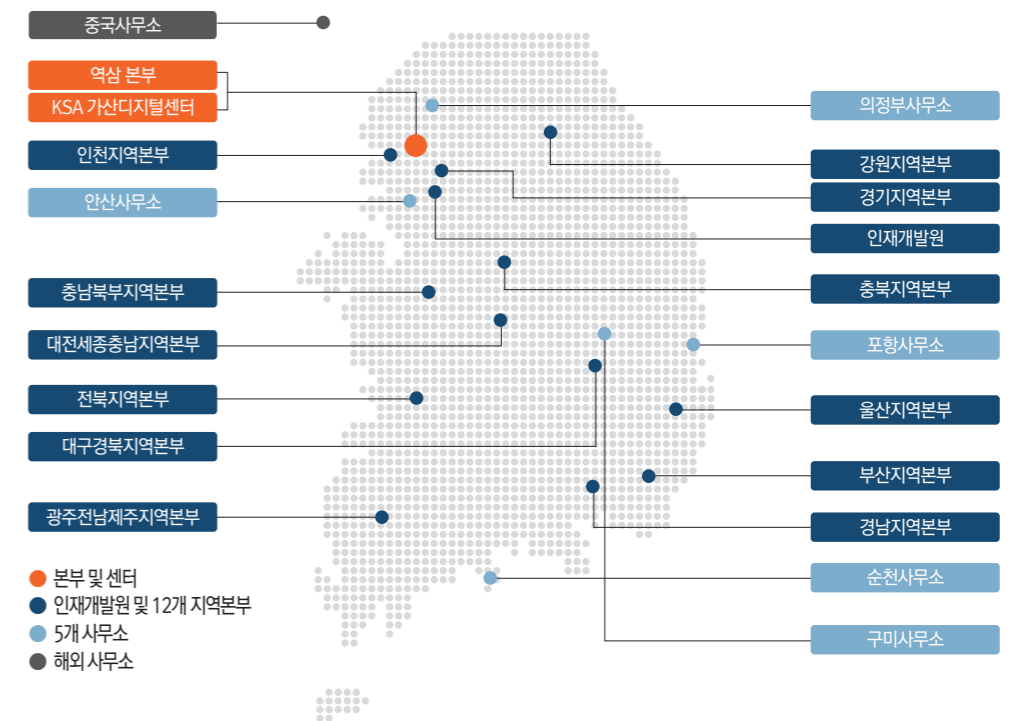 중국사무소
역삼 본부
KSA 가산디지털센터
인천지역본부
안산사무소
충남북부지역본부
대전세종충남지역본부
전북지역본부
대구경북지역본부
광주전남제주지역본부
본부 및 센터
인재개발원 및 12개 지역본부
5개 사무소
해외 사무소
의정부사무소
강원지역본부
경기지역본부
인재개발원
충북지역본부
포항사무소
울산지역본부
부산지역본부
경남지역본부
순천사무소
구미사무소